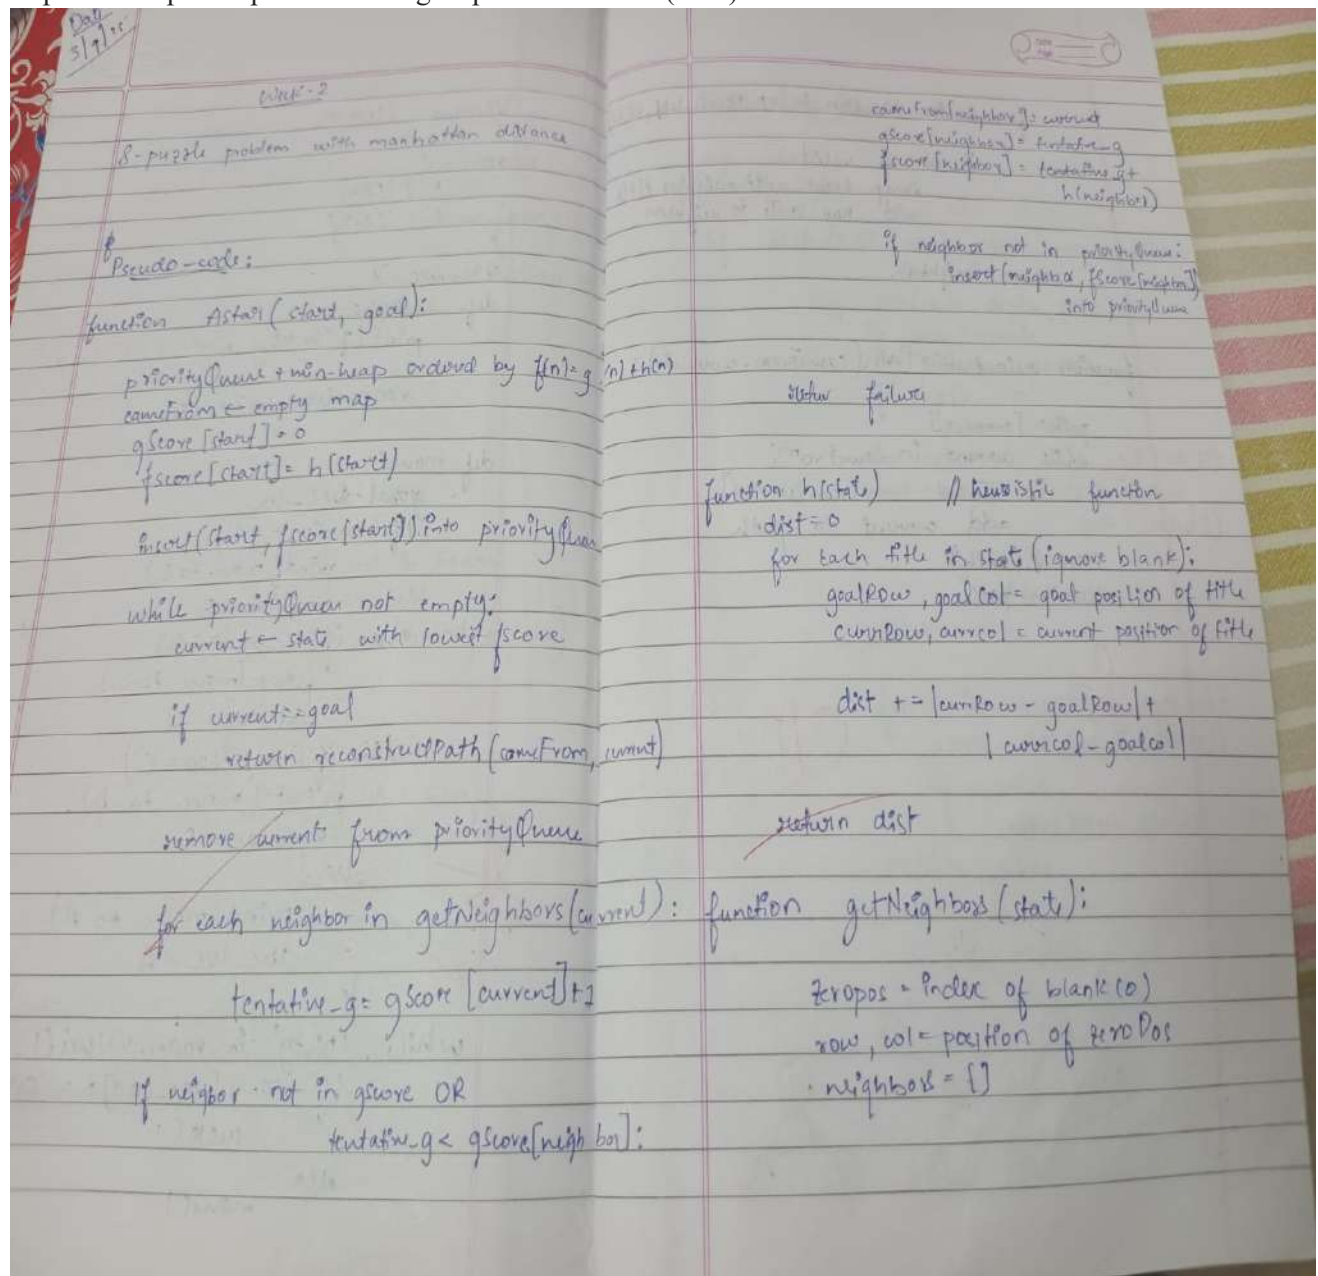 Day
3/9/25
Week-2
8-puzzle problem with manhattan distance
Pseudo-code:
function Astar(start, goal):
priorityQueue ← min-heap ordered by f(n)=g(n)+h(n)
cameFrom ← empty map
gScore[start]=0
fscore[start]= h(start)
insert(start, fscore[start]) into priorityQueue
while priorityQueue not empty:
current ← state with lowest fscore
if current==goal
return reconstructPath(cameFrom, current)
remove current from priorityQueue
for each neighbor in getNeighbors(current):
tentative_g= gscore [current]+1
If neigbor not in gscore OR
tentative_g< gscore[neighbor]:
cameFrom[neighbor]= current
gScore[neighbor]= tentative_g
fscore[neighbor]= tentative_g+
h(neighbor)
if neighbor not in priorityQueue:
insert(neighbor, fScore[neighbor])
into priorityQueue
return failure
function h(state) // heuristic function
dist=0
for each title in state (ignore blank):
goalRow, goalCol= goal position of title
currRow, currcol = current position of title
dist += |currRow - goalRow|+
|currcol-goalcol|
return dist
function getNeighbors(state):
zeropos = index of blank(0)
row, col= position of zeroPos
neighbors = []